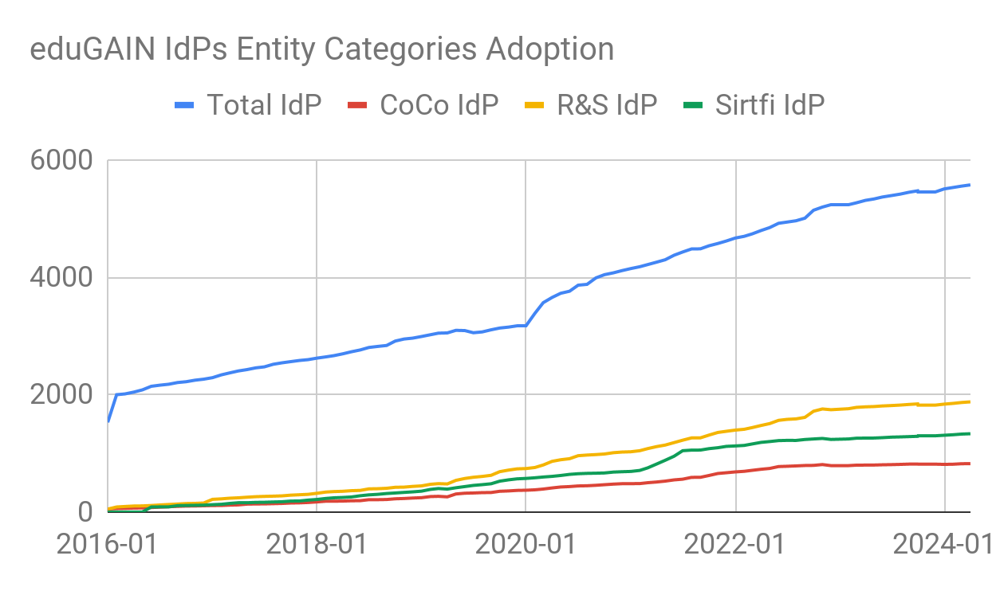 eduGAIN IdPs Entity Categories Adoption
Total IdP CoCo IdP R&S IdP Sirtfi IdP
6000
4000
2000
0
2016-01 2018-01 2020-01 2022-01 2024-01